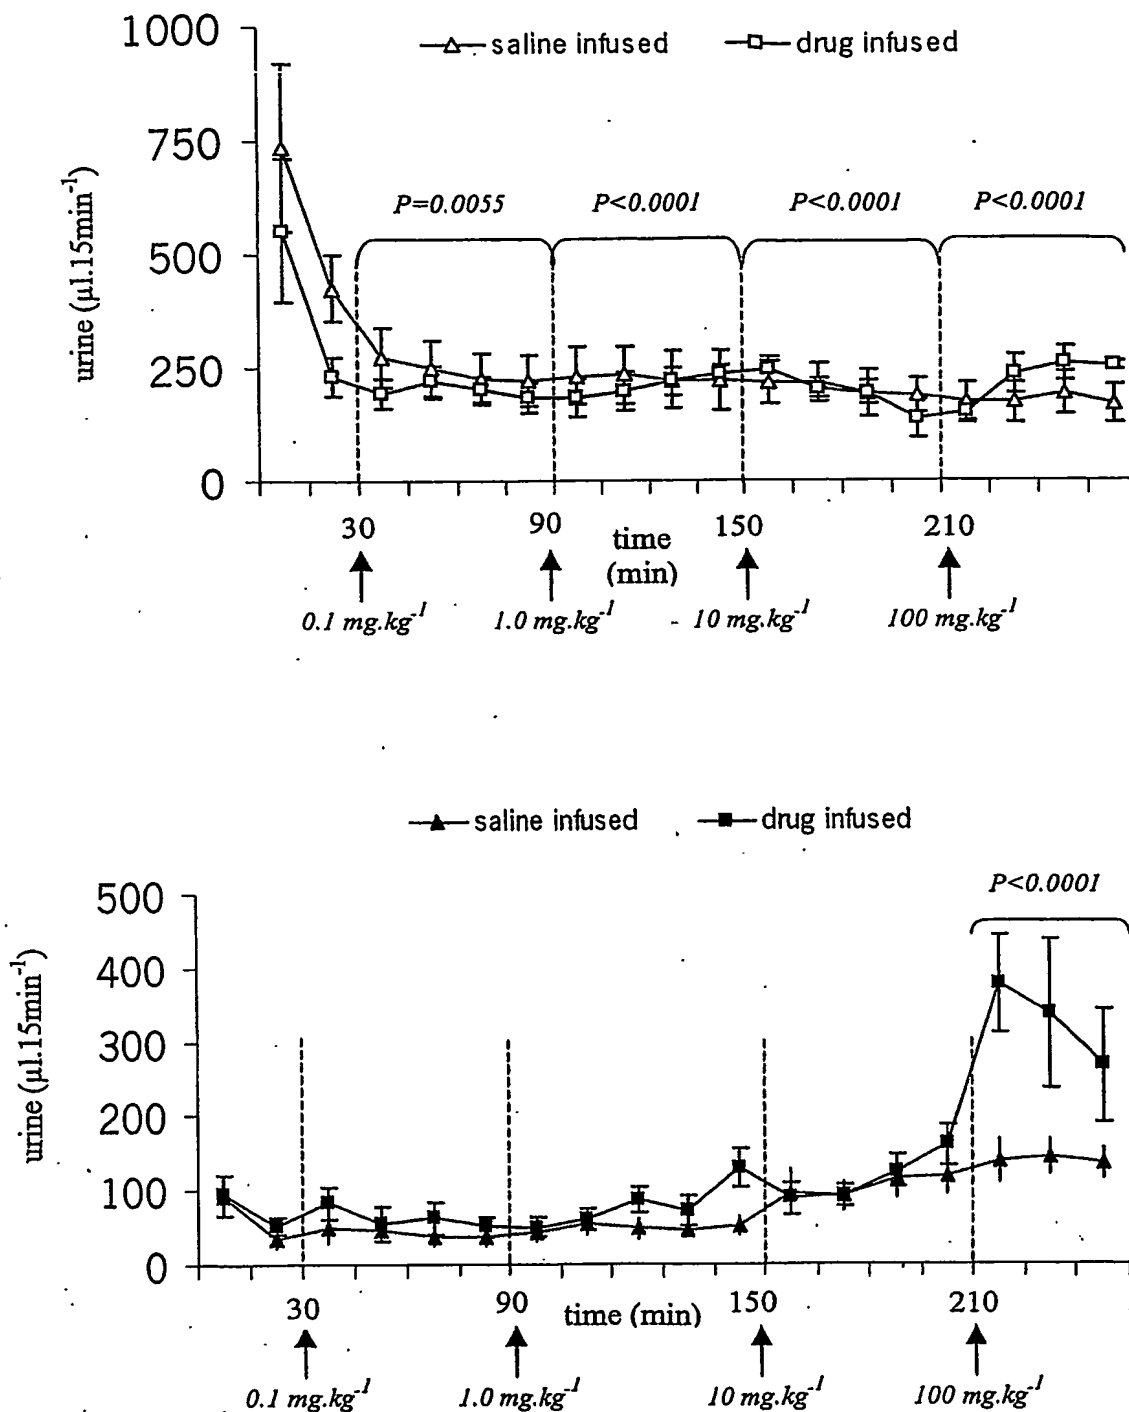 1000
saline infused drug infused
750
P=0.0055 P<0.0001 P<0.0001 P<0.0001
500
urine (µl.15min⁻¹)
250
0
30 90 time 150 210
(min)
0.1 mg.kg⁻¹ 1.0 mg.kg⁻¹ 10 mg.kg⁻¹ 100 mg.kg⁻¹
saline infused drug infused
P<0.0001
500
400
300
urine (µl.15min⁻¹)
200
100
0
30 90 time (min) 150 210
0.1 mg.kg⁻¹ 1.0 mg.kg⁻¹ 10 mg.kg⁻¹ 100 mg.kg⁻¹